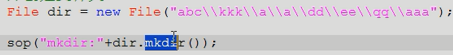 File dir = new File("abc\\kkk\\a\\a\\dd\\ee\\qq\\aaa");
sop("mkdir:"+dir.mkdir());